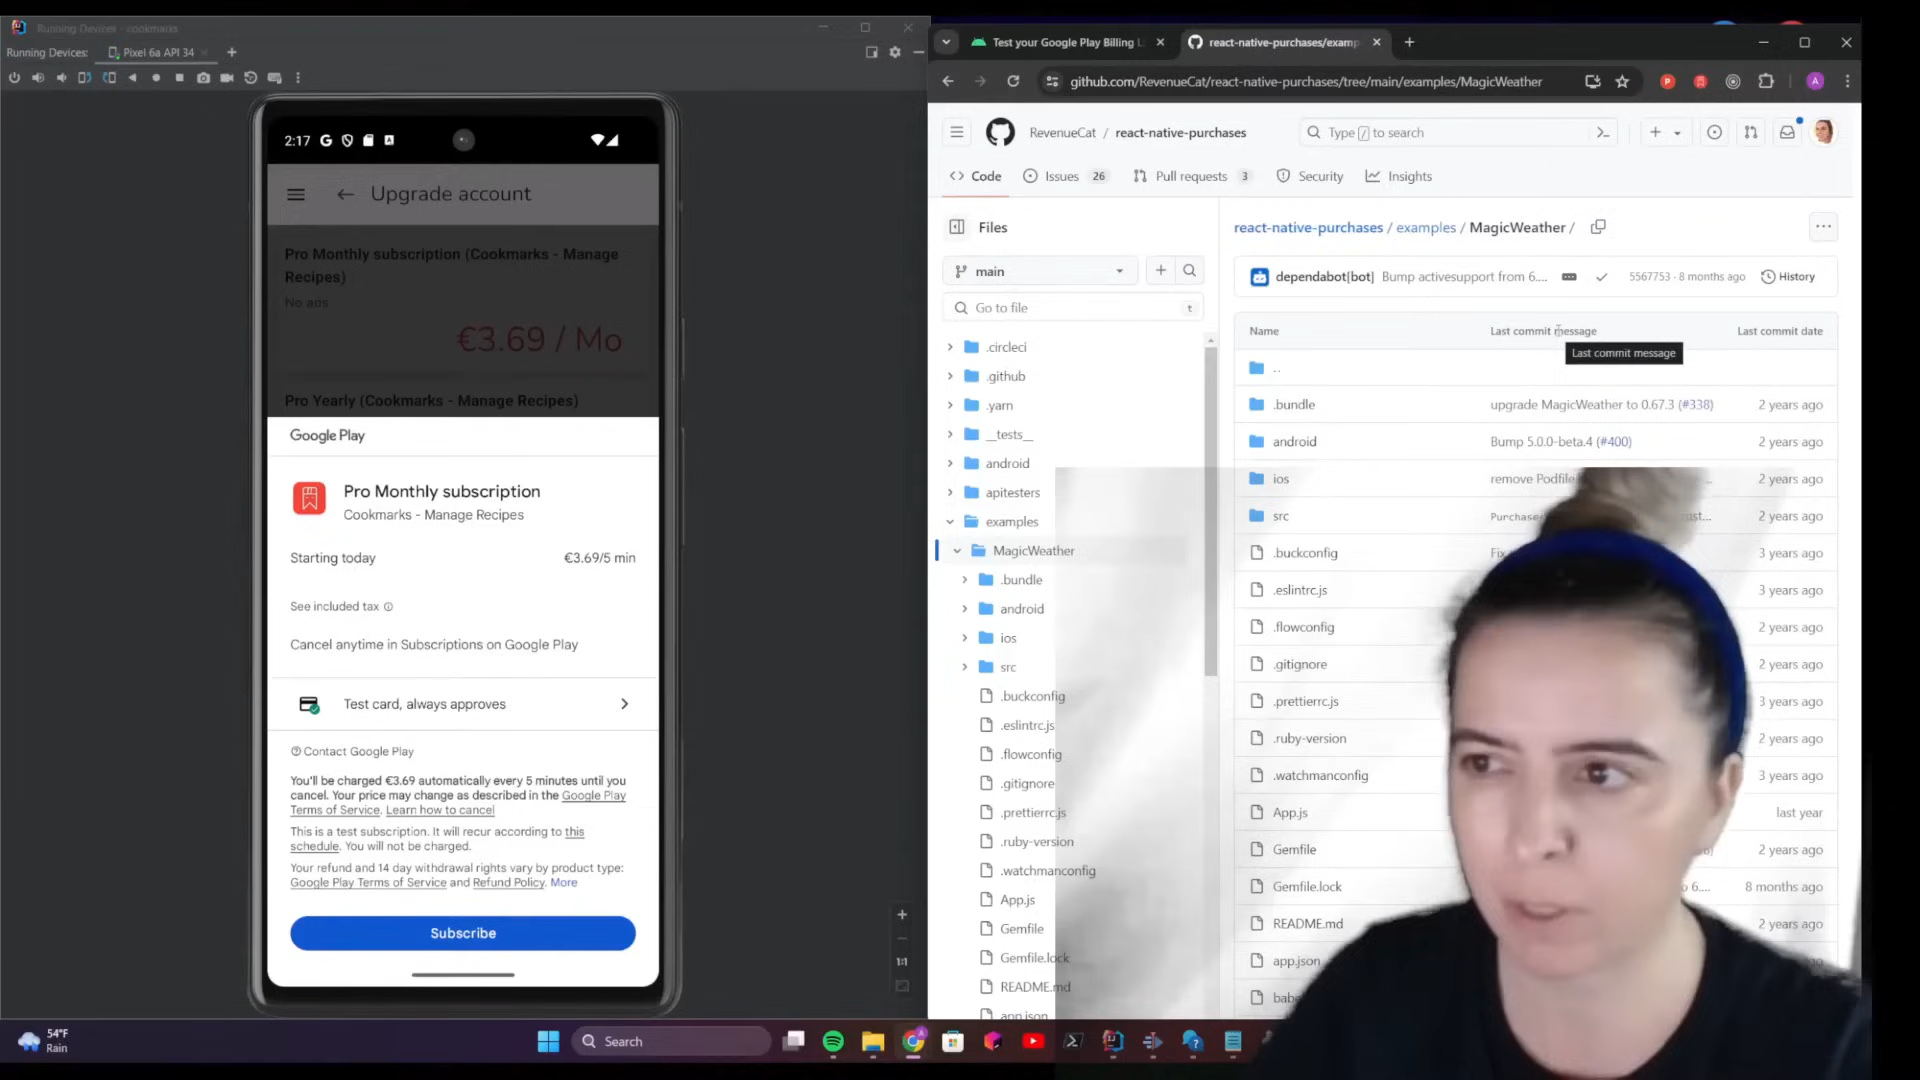 Running Devices - cookmarks
Running Devices:
Pixel 6a API 34
2:17
Upgrade account
Pro Monthly subscription (Cookmarks - Manage
Recipes)
No ads
€3.69 / Mo
Pro Yearly (Cookmarks - Manage Recipes)
Google Play
Pro Monthly subscription
Cookmarks - Manage Recipes
Starting today
€3.69/5 min
See included tax
Cancel anytime in Subscriptions on Google Play
Test card, always approves
Contact Google Play
You'll be charged €3.69 automatically every 5 minutes until you
cancel. Your price may change as described in the Google Play
Terms of Service. Learn how to cancel
This is a test subscription. It will recur according to this
schedule. You will not be charged.
Your refund and 14 day withdrawal rights vary by product type:
Google Play Terms of Service and Refund Policy. More
Subscribe
1:1
Test your Google Play Billing L
react-native-purchases/examp
github.com/RevenueCat/react-native-purchases/tree/main/examples/MagicWeather
A
RevenueCat / react-native-purchases
Type / to search
Code
Issues 26
Pull requests 3
Security
Insights
Files
main
Go to file
t
.circleci
.github
.yarn
__tests__
android
apitesters
examples
MagicWeather
.bundle
android
ios
src
.buckconfig
.eslintrc.js
.flowconfig
.gitignore
.prettierrc.js
.ruby-version
.watchmanconfig
App.js
Gemfile
Gemfile.lock
README.md
app.json
react-native-purchases / examples / MagicWeather /
dependabot[bot] Bump activesupport from 6....
5567753 · 8 months ago
History
Name
Last commit message
Last commit date
Last commit message
..
.bundle
upgrade MagicWeather to 0.67.3 (#338)
2 years ago
android
Bump 5.0.0-beta.4 (#400)
2 years ago
ios
remove Podfile
2 years ago
src
Purchase
2 years ago
.buckconfig
3 years ago
.eslintrc.js
3 years ago
.flowconfig
2 years ago
.gitignore
2 years ago
.prettierrc.js
3 years ago
.ruby-version
2 years ago
.watchmanconfig
3 years ago
App.js
last year
Gemfile
2 years ago
Gemfile.lock
o 6....
8 months ago
README.md
2 years ago
app.json
babe
54°F
Rain
Search